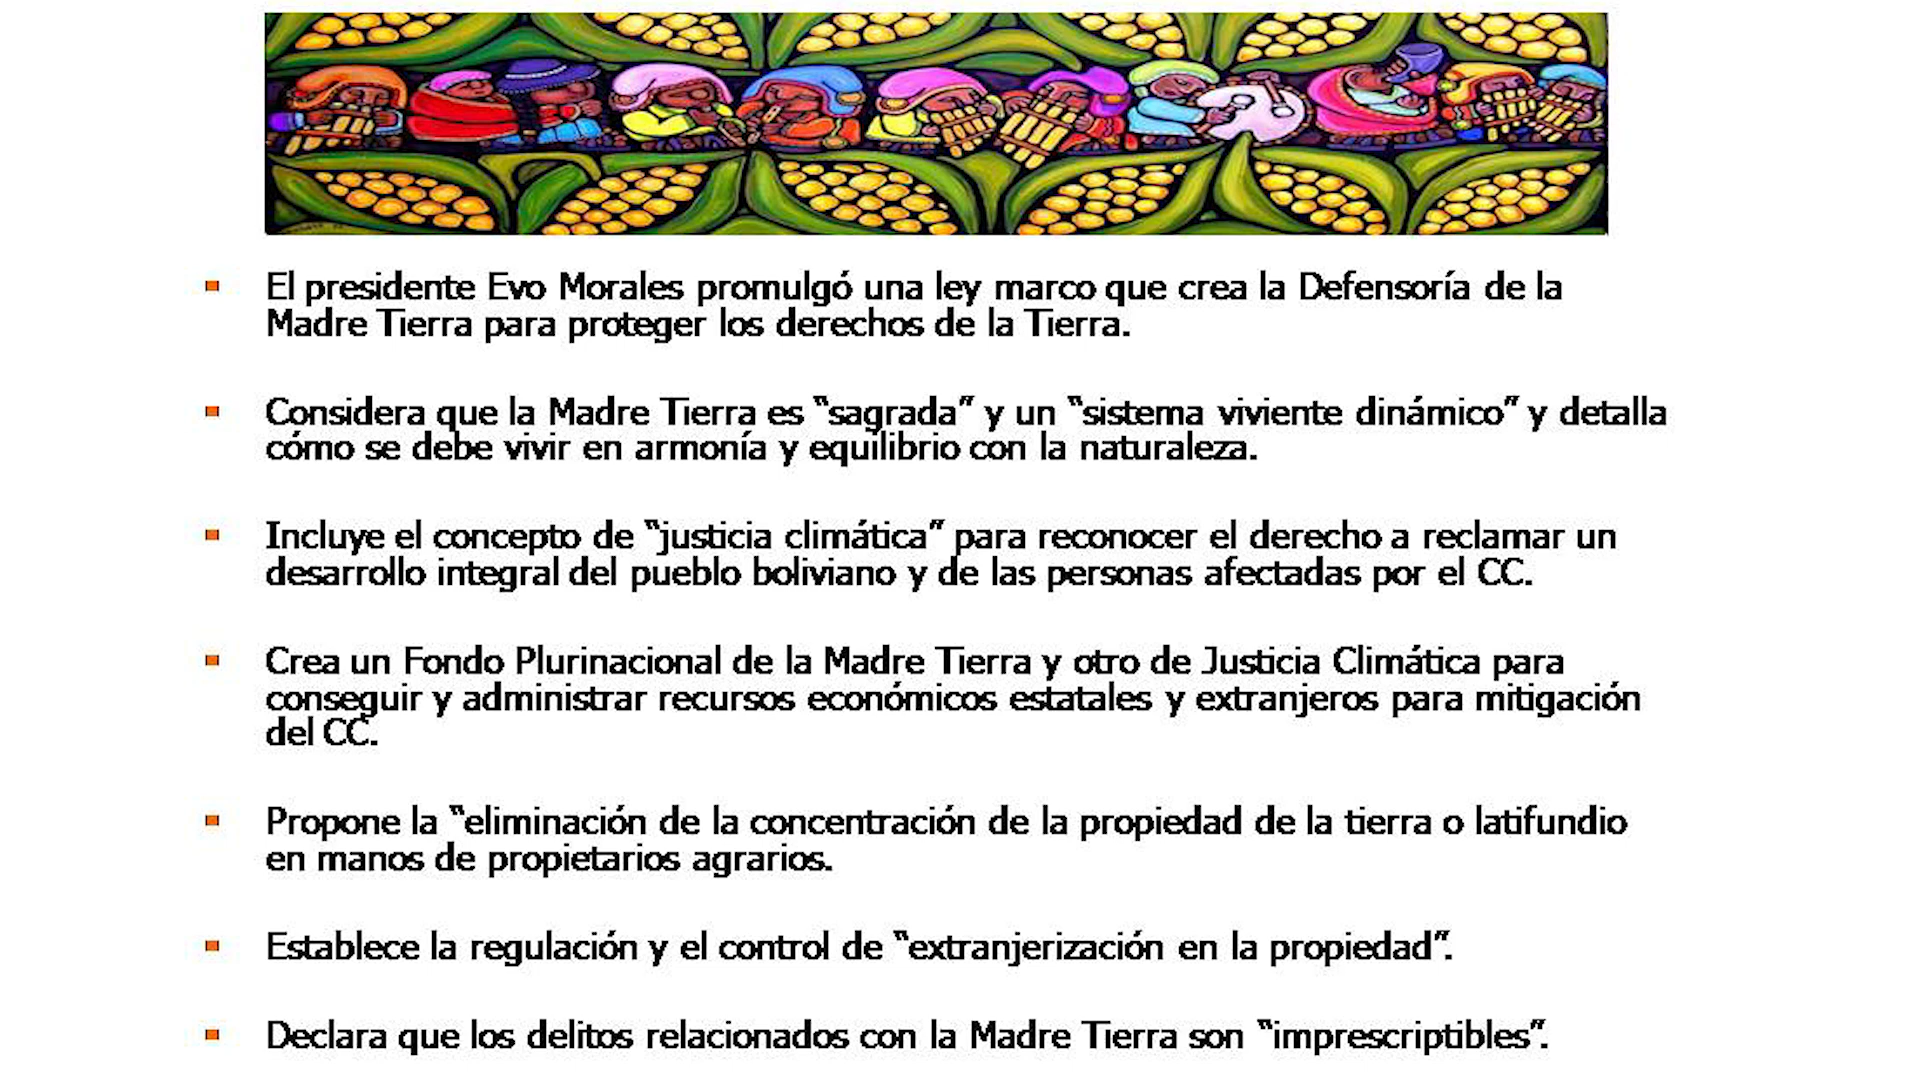 El presidente Evo Morales promulgó una ley marco que crea la Defensoría de la
Madre Tierra para proteger los derechos de la Tierra.
Considera que la Madre Tierra es “sagrada” y un “sistema viviente dinámico” y detalla
cómo se debe vivir en armonía y equilibrio con la naturaleza.
Incluye el concepto de “justicia climática” para reconocer el derecho a reclamar un
desarrollo integral del pueblo boliviano y de las personas afectadas por el CC.
Crea un Fondo Plurinacional de la Madre Tierra y otro de Justicia Climática para
conseguir y administrar recursos económicos estatales y extranjeros para mitigación
del CC.
Propone la “eliminación de la concentración de la propiedad de la tierra o latifundio
en manos de propietarios agrarios.
Establece la regulación y el control de “extranjerización en la propiedad”.
Declara que los delitos relacionados con la Madre Tierra son “imprescriptibles”.